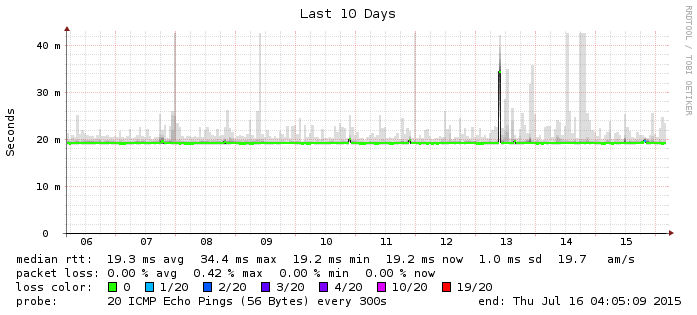 Last 10 Days
RRDTOOL / TOBI OETIKER
Seconds
40 m
30 m
20 m
10 m
0
06 07 08 09 10 11 12 13 14 15
median rtt: 19.3 ms avg 34.4 ms max 19.2 ms min 19.2 ms now 1.0 ms sd 19.7 am/s
packet loss: 0.00 % avg 0.42 % max 0.00 % min 0.00 % now
loss color: 0 1/20 2/20 3/20 4/20 10/20 19/20
probe: 20 ICMP Echo Pings (56 Bytes) every 300s end: Thu Jul 16 04:05:09 2015